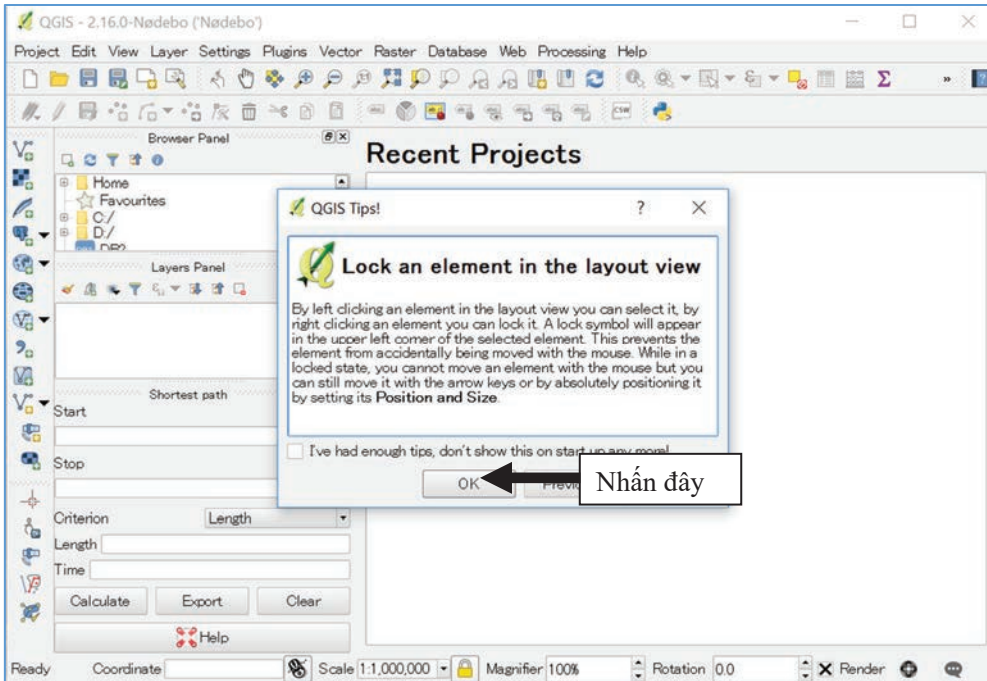 QGIS - 2.16.0-Nødebo ('Nødebo')
Project Edit View Layer Settings Plugins Vector Raster Database Web Processing Help
CSW
Browser Panel
Home
Favourites
C:/
D:/
DB2
Layers Panel
Shortest path
Start
Stop
Criterion
Length
Length
Time
Calculate
Export
Clear
Help
Recent Projects
QGIS Tips!
Lock an element in the layout view
By left clicking an element in the layout view you can select it, by
right clicking an element you can lock it. A lock symbol will appear
in the upper left corner of the selected element. This prevents the
element from accidentally being moved with the mouse. While in a
locked state, you cannot move an element with the mouse but you
can still move it with the arrow keys or by absolutely positioning it
by setting its Position and Size.
I've had enough tips, don't show this on start up any more!
OK
Nhấn đây
Ready
Coordinate
Scale 1:1,000,000
Magnifier 100%
Rotation 0.0
Render